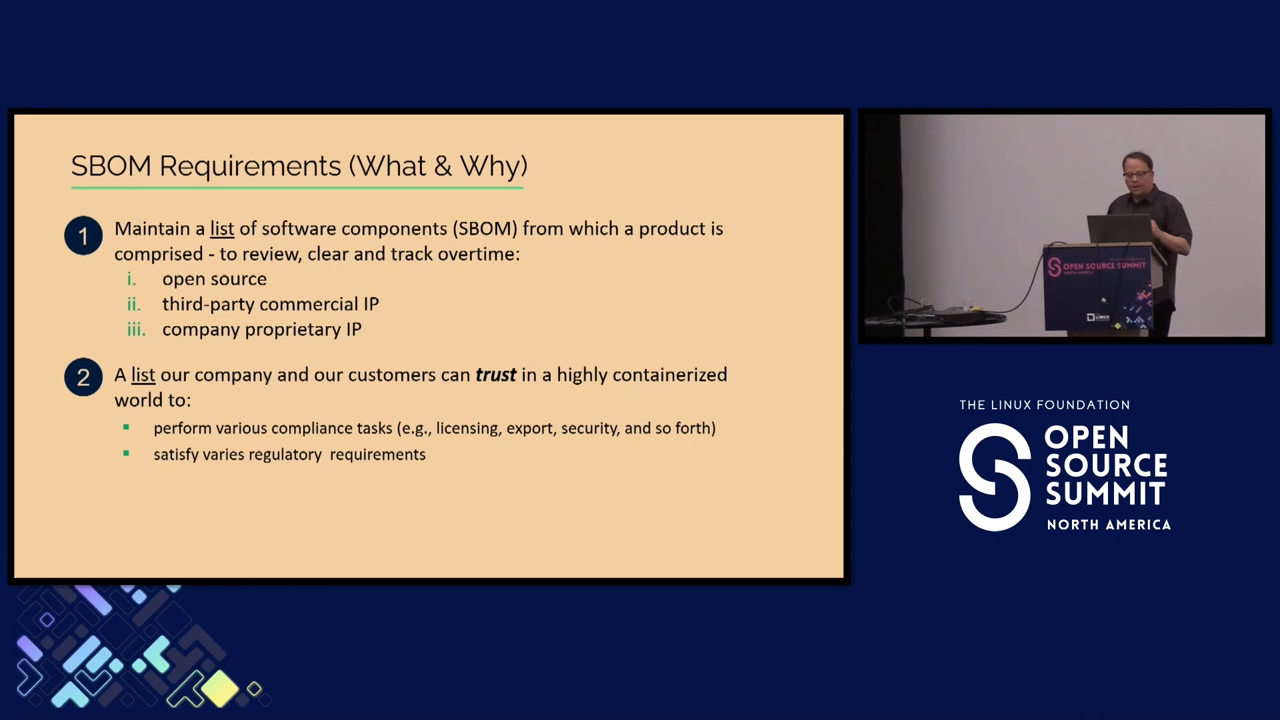 SBOM Requirements (What & Why)
1
Maintain a list of software components (SBOM) from which a product is
comprised - to review, clear and track overtime:
i. open source
ii. third-party commercial IP
iii. company proprietary IP
2
A list our company and our customers can trust in a highly containerized
world to:
▪ perform various compliance tasks (e.g., licensing, export, security, and so forth)
▪ satisfy varies regulatory requirements
OPEN SOURCE SUMMIT
NORTH AMERICA
LINUX
THE LINUX FOUNDATION
OPEN
SOURCE
SUMMIT
NORTH AMERICA